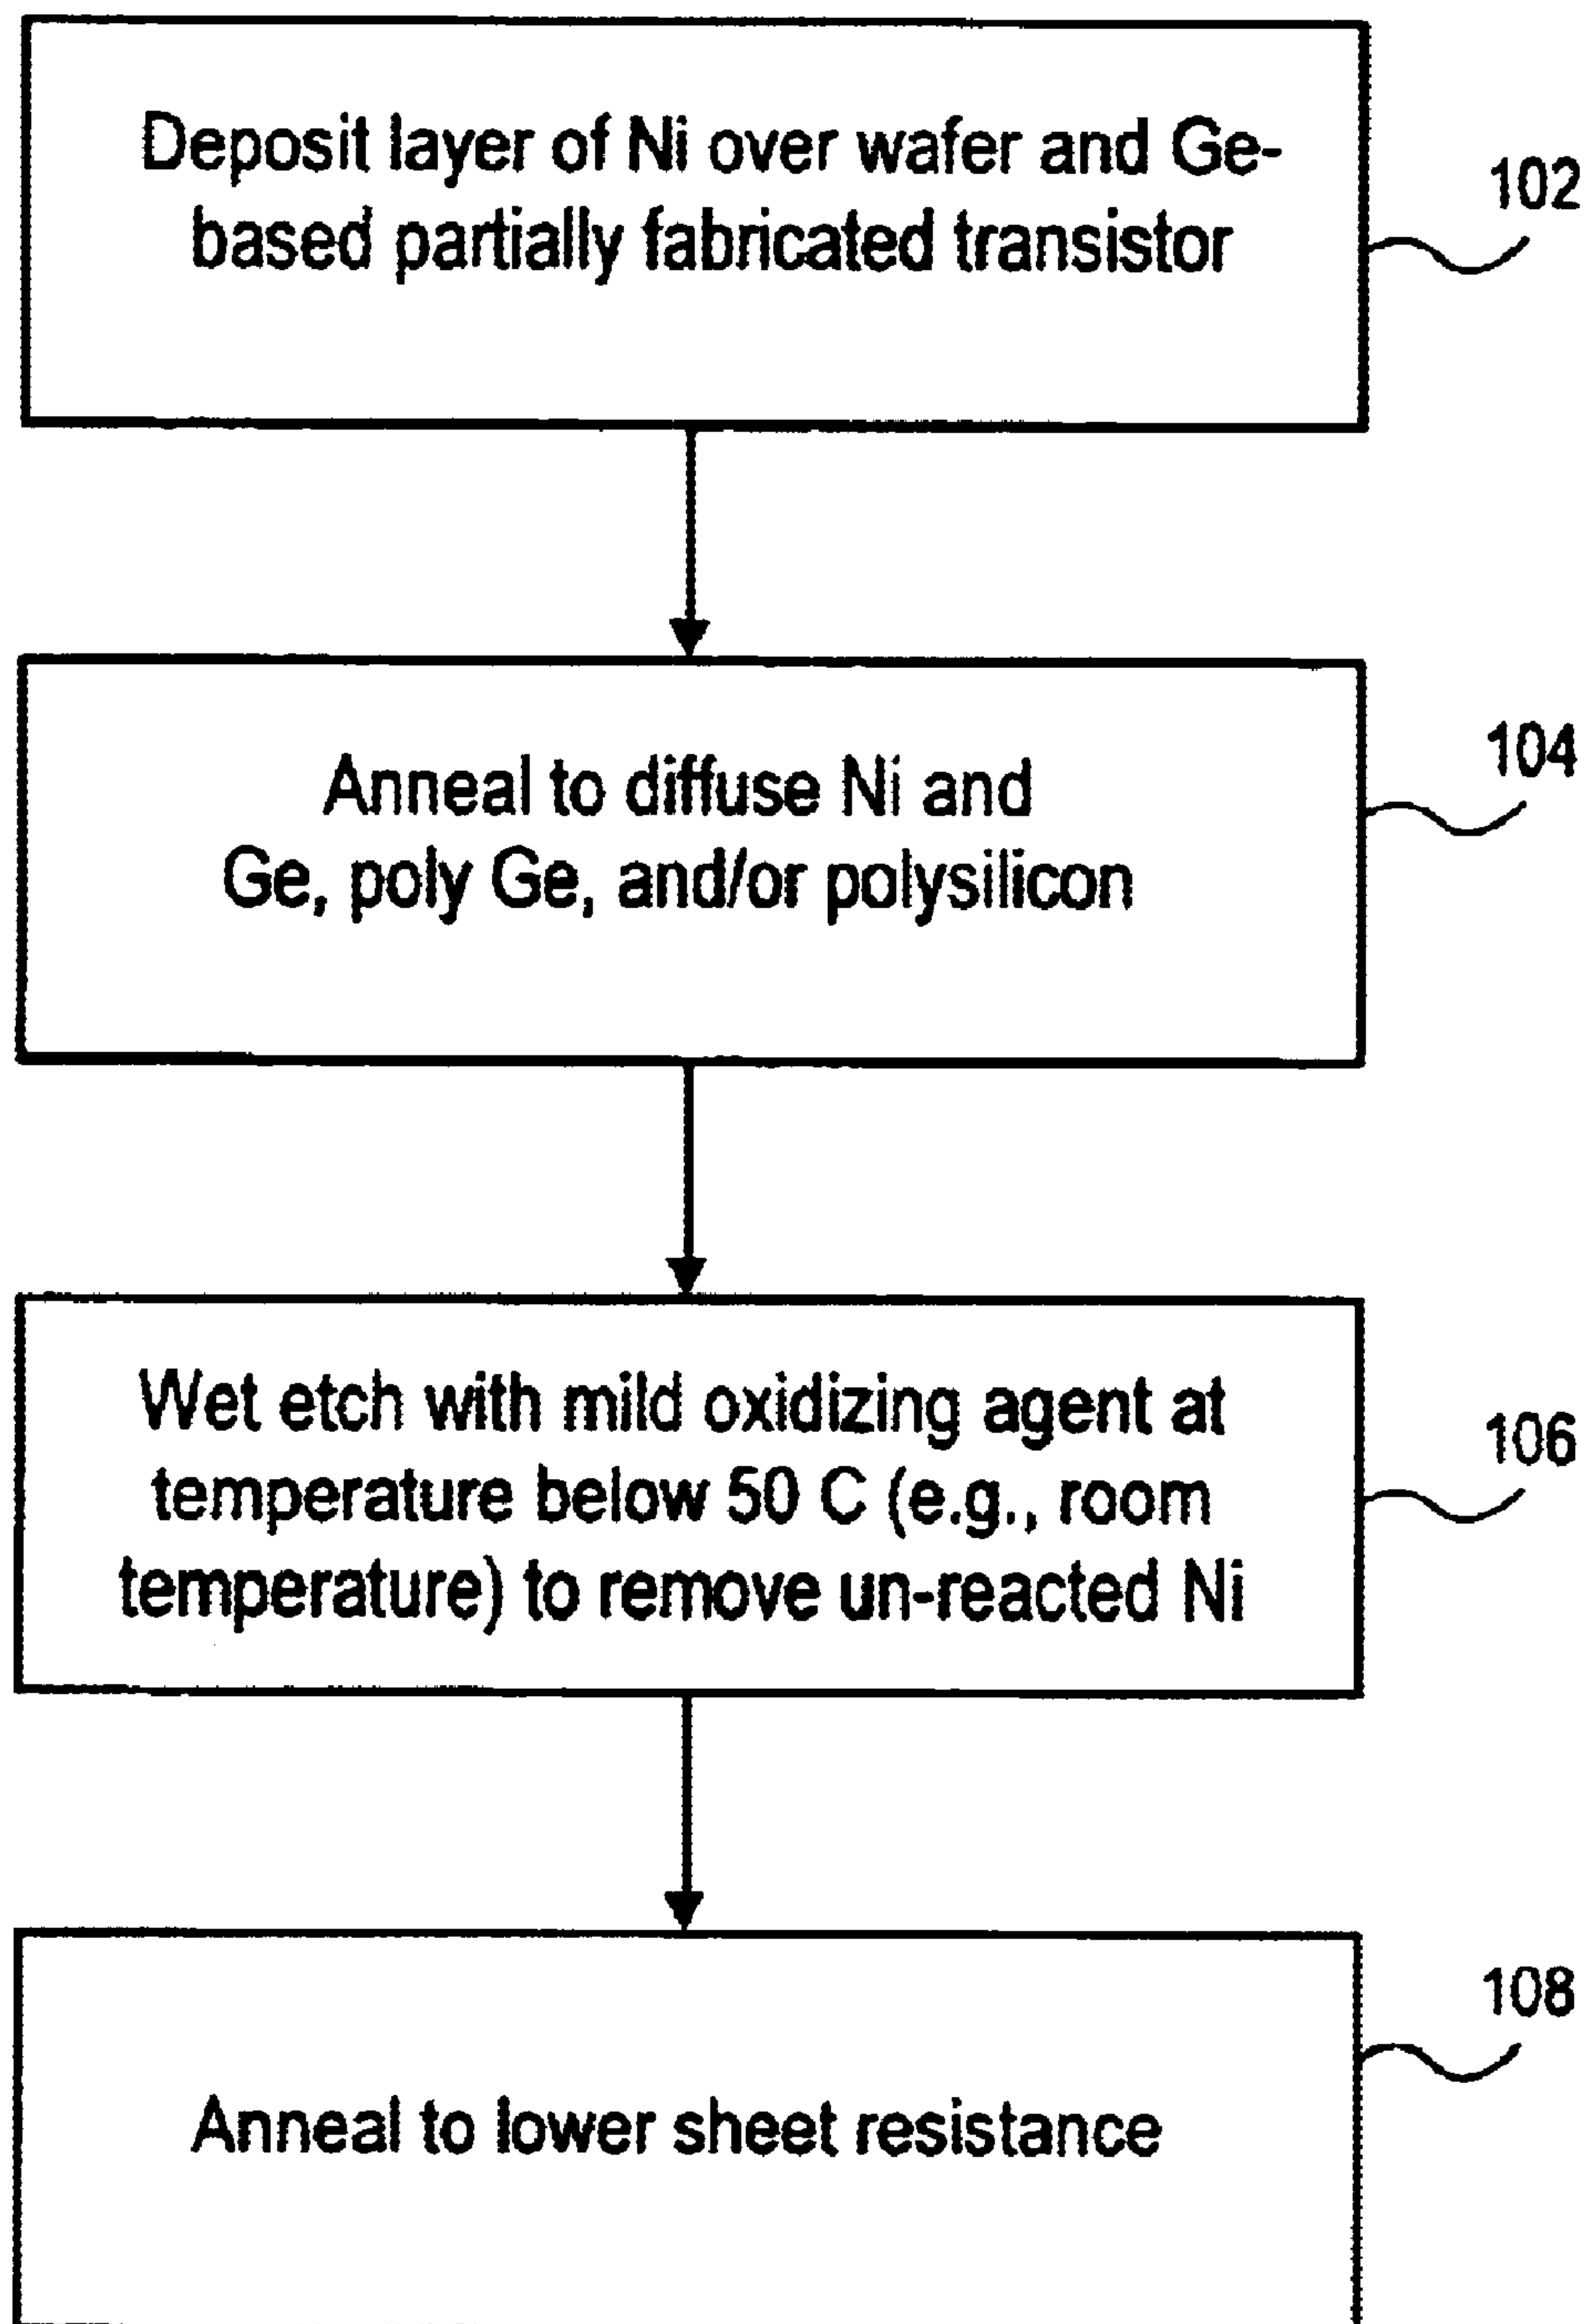 Deposit layer of Ni over wafer and Ge-
based partially fabricated transistor
102
Anneal to diffuse Ni and
Ge, poly Ge, and/or polysilicon
104
Wet etch with mild oxidizing agent at
temperature below 50 C (e.g., room
temperature) to remove un-reacted Ni
106
Anneal to lower sheet resistance
108